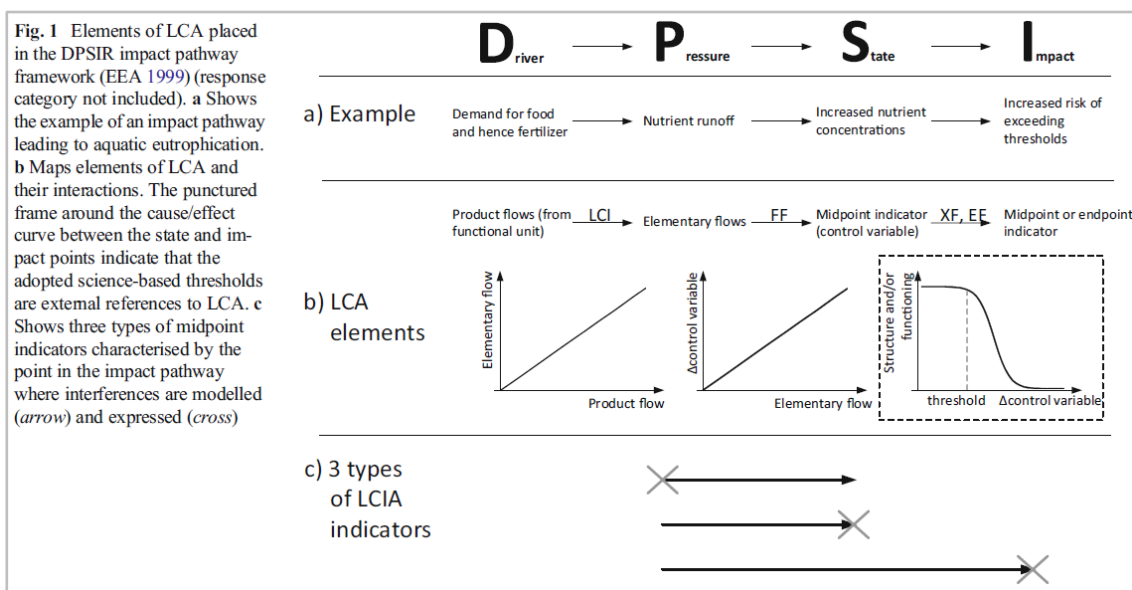 Fig. 1 Elements of LCA placed
in the DPSIR impact pathway
framework (EEA 1999) (response
category not included). a Shows
the example of an impact pathway
leading to aquatic eutrophication.
b Maps elements of LCA and
their interactions. The punctured
frame around the cause/effect
curve between the state and im-
pact points indicate that the
adopted science-based thresholds
are external references to LCA. c
Shows three types of midpoint
indicators characterised by the
point in the impact pathway
where interferences are modelled
(arrow) and expressed (cross)
Driver
Pressure
State
Impact
a) Example
Demand for food
and hence fertilizer
Nutrient runoff
Increased nutrient
concentrations
Increased risk of
exceeding
thresholds
b) LCA
elements
Product flows (from
functional unit)
LCI
Elementary flows
FF
Midpoint indicator
(control variable)
XF, EF
Midpoint or endpoint
indicator
Elementary flow
Product flow
Δcontrol variable
Elementary flow
Structure and/or
functioning
threshold
Δcontrol variable
c) 3 types
of LCIA
indicators